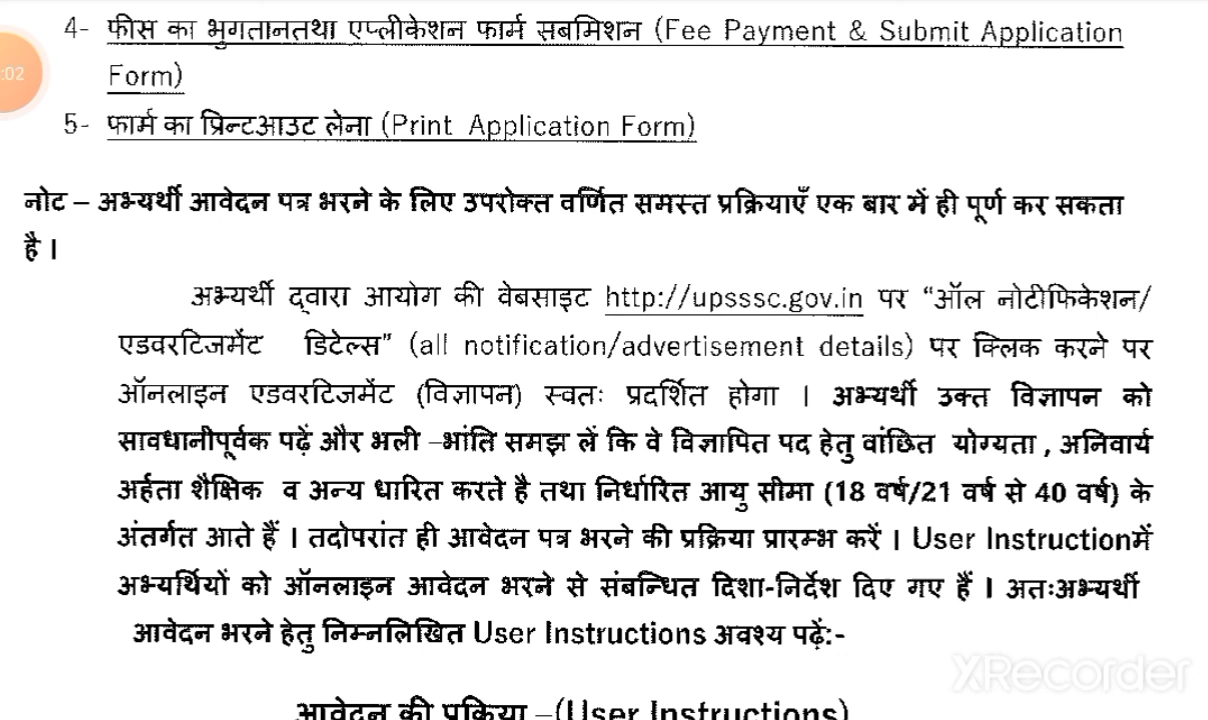 4- फीस का भुगतानतथा एप्लीकेशन फार्म सबमिशन (Fee Payment & Submit Application
Form)
:02
5- फार्म का प्रिन्टआउट लेना (Print Application Form)
नोट – अभ्यर्थी आवेदन पत्र भरने के लिए उपरोक्त वर्णित समस्त प्रक्रियाएँ एक बार में ही पूर्ण कर सकता
है ।
अभ्यर्थी द्वारा आयोग की वेबसाइट http://upsssc.gov.in पर “ऑल नोटीफिकेशन/
एडवरटिजमेंट डिटेल्स” (all notification/advertisement details) पर क्लिक करने पर
ऑनलाइन एडवरटिजमेंट (विज्ञापन) स्वतः प्रदर्शित होगा । अभ्यर्थी उक्त विज्ञापन को
सावधानीपूर्वक पढ़ें और भली –भांति समझ लें कि वे विज्ञापित पद हेतु वांछित योग्यता , अनिवार्य
अर्हता शैक्षिक व अन्य धारित करते है तथा निर्धारित आयु सीमा (18 वर्ष/21 वर्ष से 40 वर्ष) के
अंतर्गत आते हैं । तदोपरांत ही आवेदन पत्र भरने की प्रक्रिया प्रारम्भ करें । User Instructionमें
अभ्यर्थियों को ऑनलाइन आवेदन भरने से संबन्धित दिशा-निर्देश दिए गए हैं । अतःअभ्यर्थी
आवेदन भरने हेतु निम्नलिखित User Instructions अवश्य पढ़ें:-
XRecorder
आवेदन की प्रक्रिया –(User Instructions)